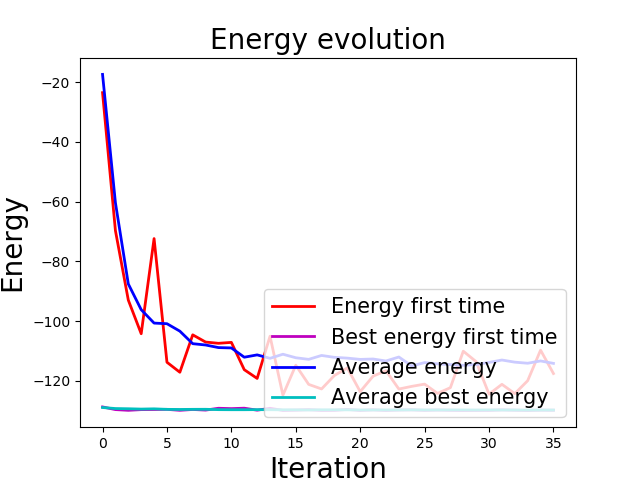 Energy evolution
Energy
−20
−40
−60
−80
−100
−120
Energy first time
Best energy first time
Average energy
Average best energy
0 5 10 15 20 25 30 35
Iteration